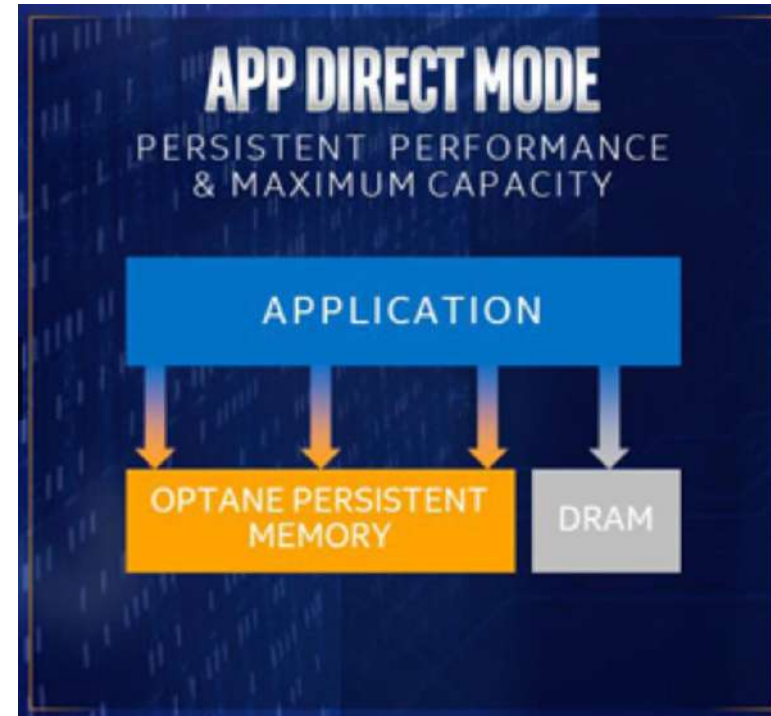 APP DIRECT MODE
PERSISTENT PERFORMANCE
& MAXIMUM CAPACITY
APPLICATION
OPTANE PERSISTENT
MEMORY
DRAM